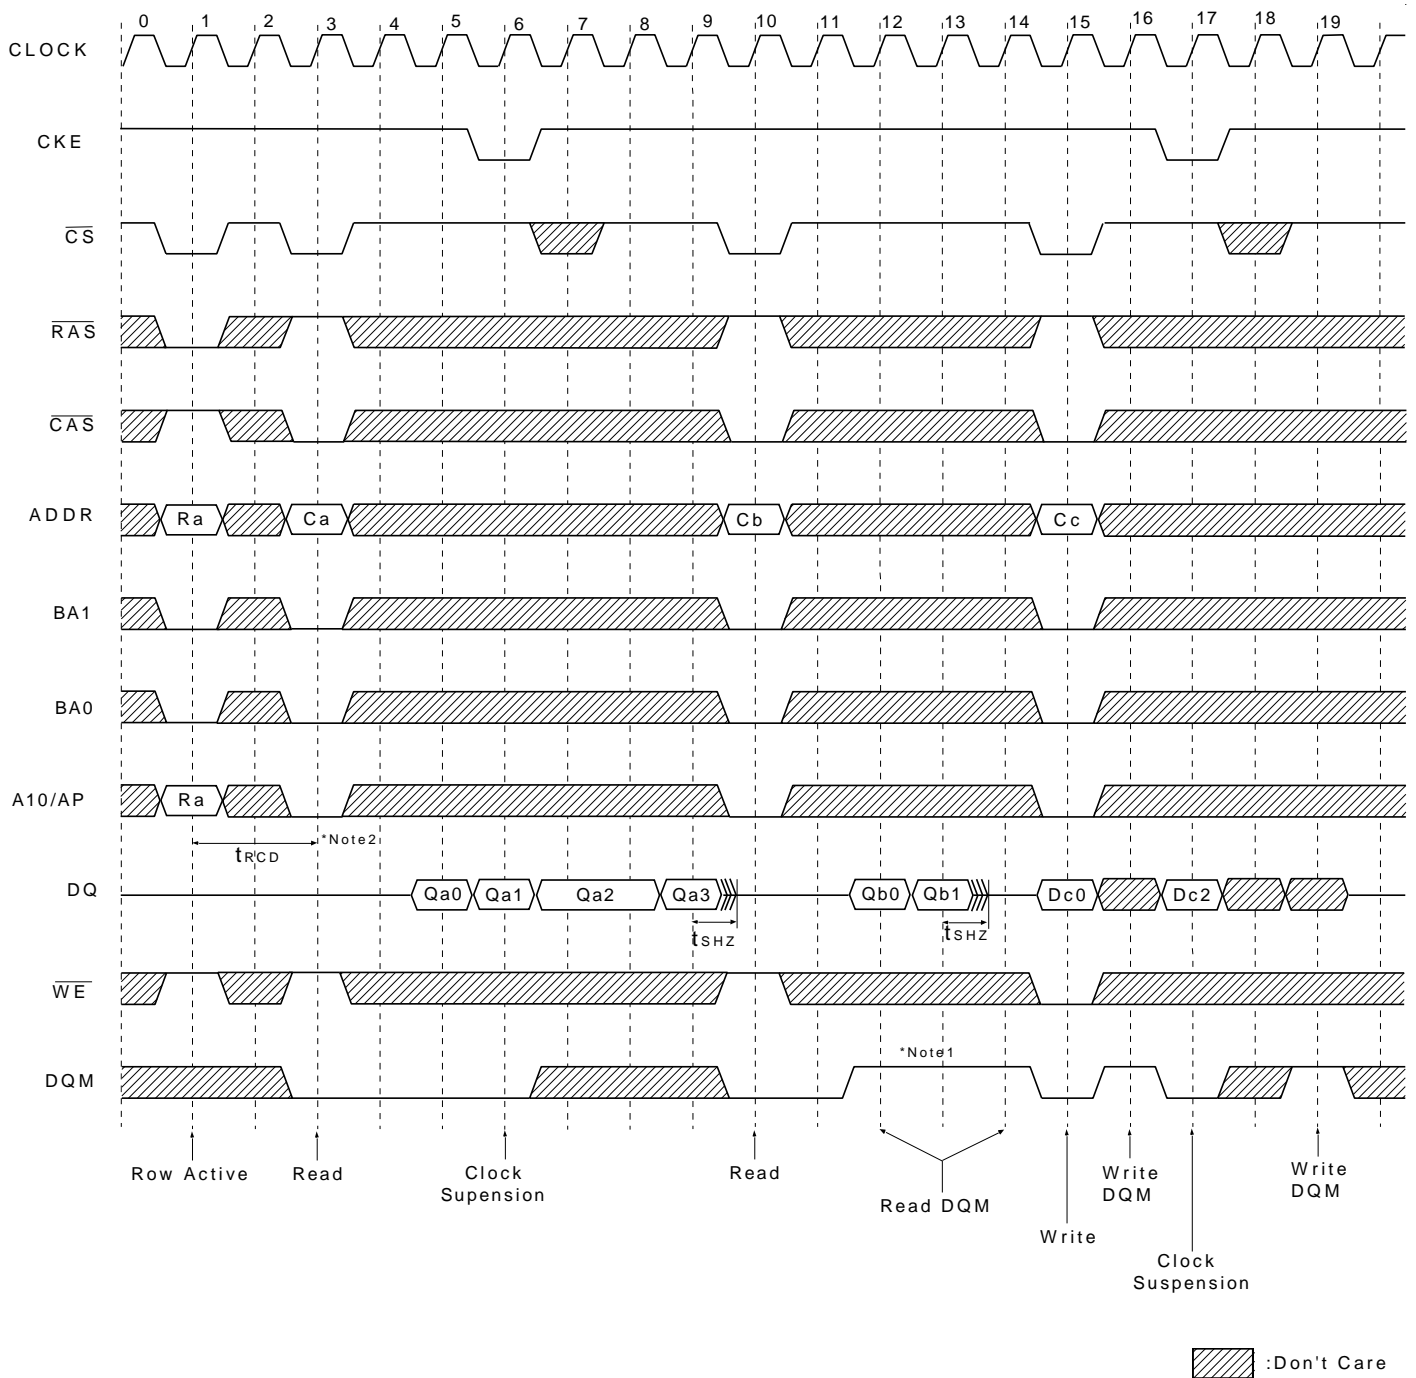 0 1 2 3 4 5 6 7 8 9 10 11 12 13 14 15 16 17 18 19
CLOCK
CKE
CS
RAS
CAS
ADDR Ra Ca Cb Cc
BA1
BA0
A10/AP Ra
tRCD *Note2
DQ Qa0 Qa1 Qa2 Qa3 Qb0 Qb1 Dc0 Dc2
tSHZ tSHZ
WE
*Note1
DQM
Row Active
Read
Clock
Supension
Read
Read DQM
Write
Write
DQM
Clock
Suspension
Write
DQM
:Don't Care